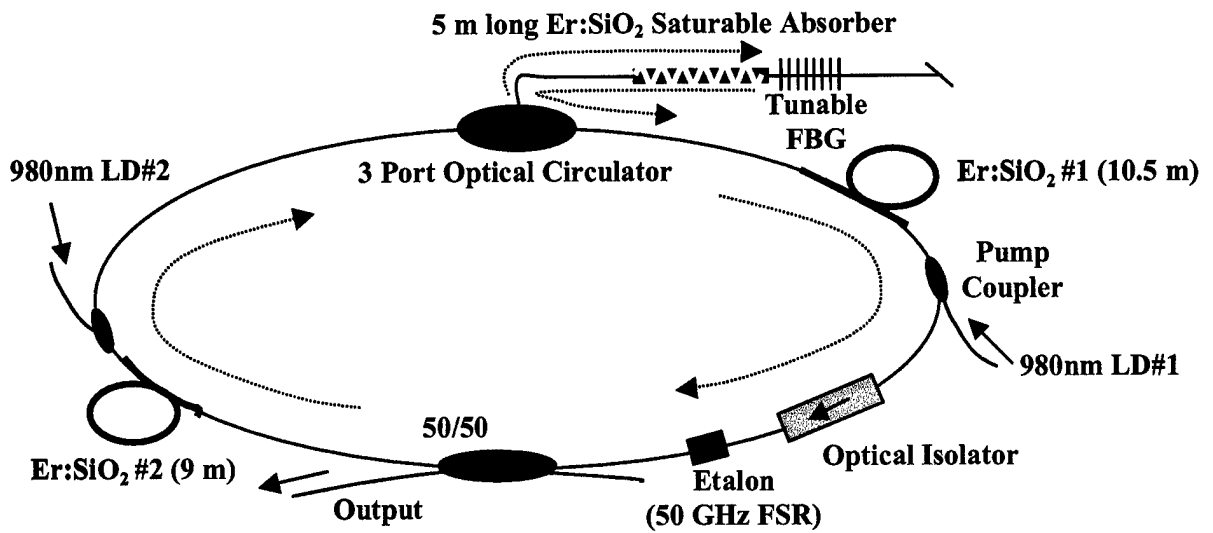 5 m long Er:SiO₂ Saturable Absorber
Tunable
FBG
980nm LD#2
3 Port Optical Circulator
Er:SiO₂ #1 (10.5 m)
Pump
Coupler
980nm LD#1
50/50
Optical Isolator
Er:SiO₂ #2 (9 m)
Etalon
(50 GHz FSR)
Output